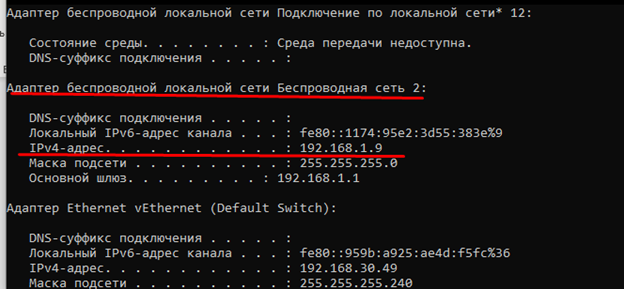 Адаптер беспроводной локальной сети Подключение по локальной сети* 12:
Состояние среды. . . . . . . . : Среда передачи недоступна.
DNS-суффикс подключения . . . . . :
Адаптер беспроводной локальной сети Беспроводная сеть 2:
DNS-суффикс подключения . . . . . :
Локальный IPv6-адрес канала . . . : fe80::1174:95e2:3d55:383e%9
IPv4-адрес. . . . . . . . . . . . : 192.168.1.9
Маска подсети . . . . . . . . . . : 255.255.255.0
Основной шлюз. . . . . . . . . : 192.168.1.1
Адаптер Ethernet vEthernet (Default Switch):
DNS-суффикс подключения . . . . . :
Локальный IPv6-адрес канала . . . : fe80::959b:a925:ae4d:f5fc%36
IPv4-адрес. . . . . . . . . . . . : 192.168.30.49
Маска подсети . . . . . . . . . . : 255.255.255.240